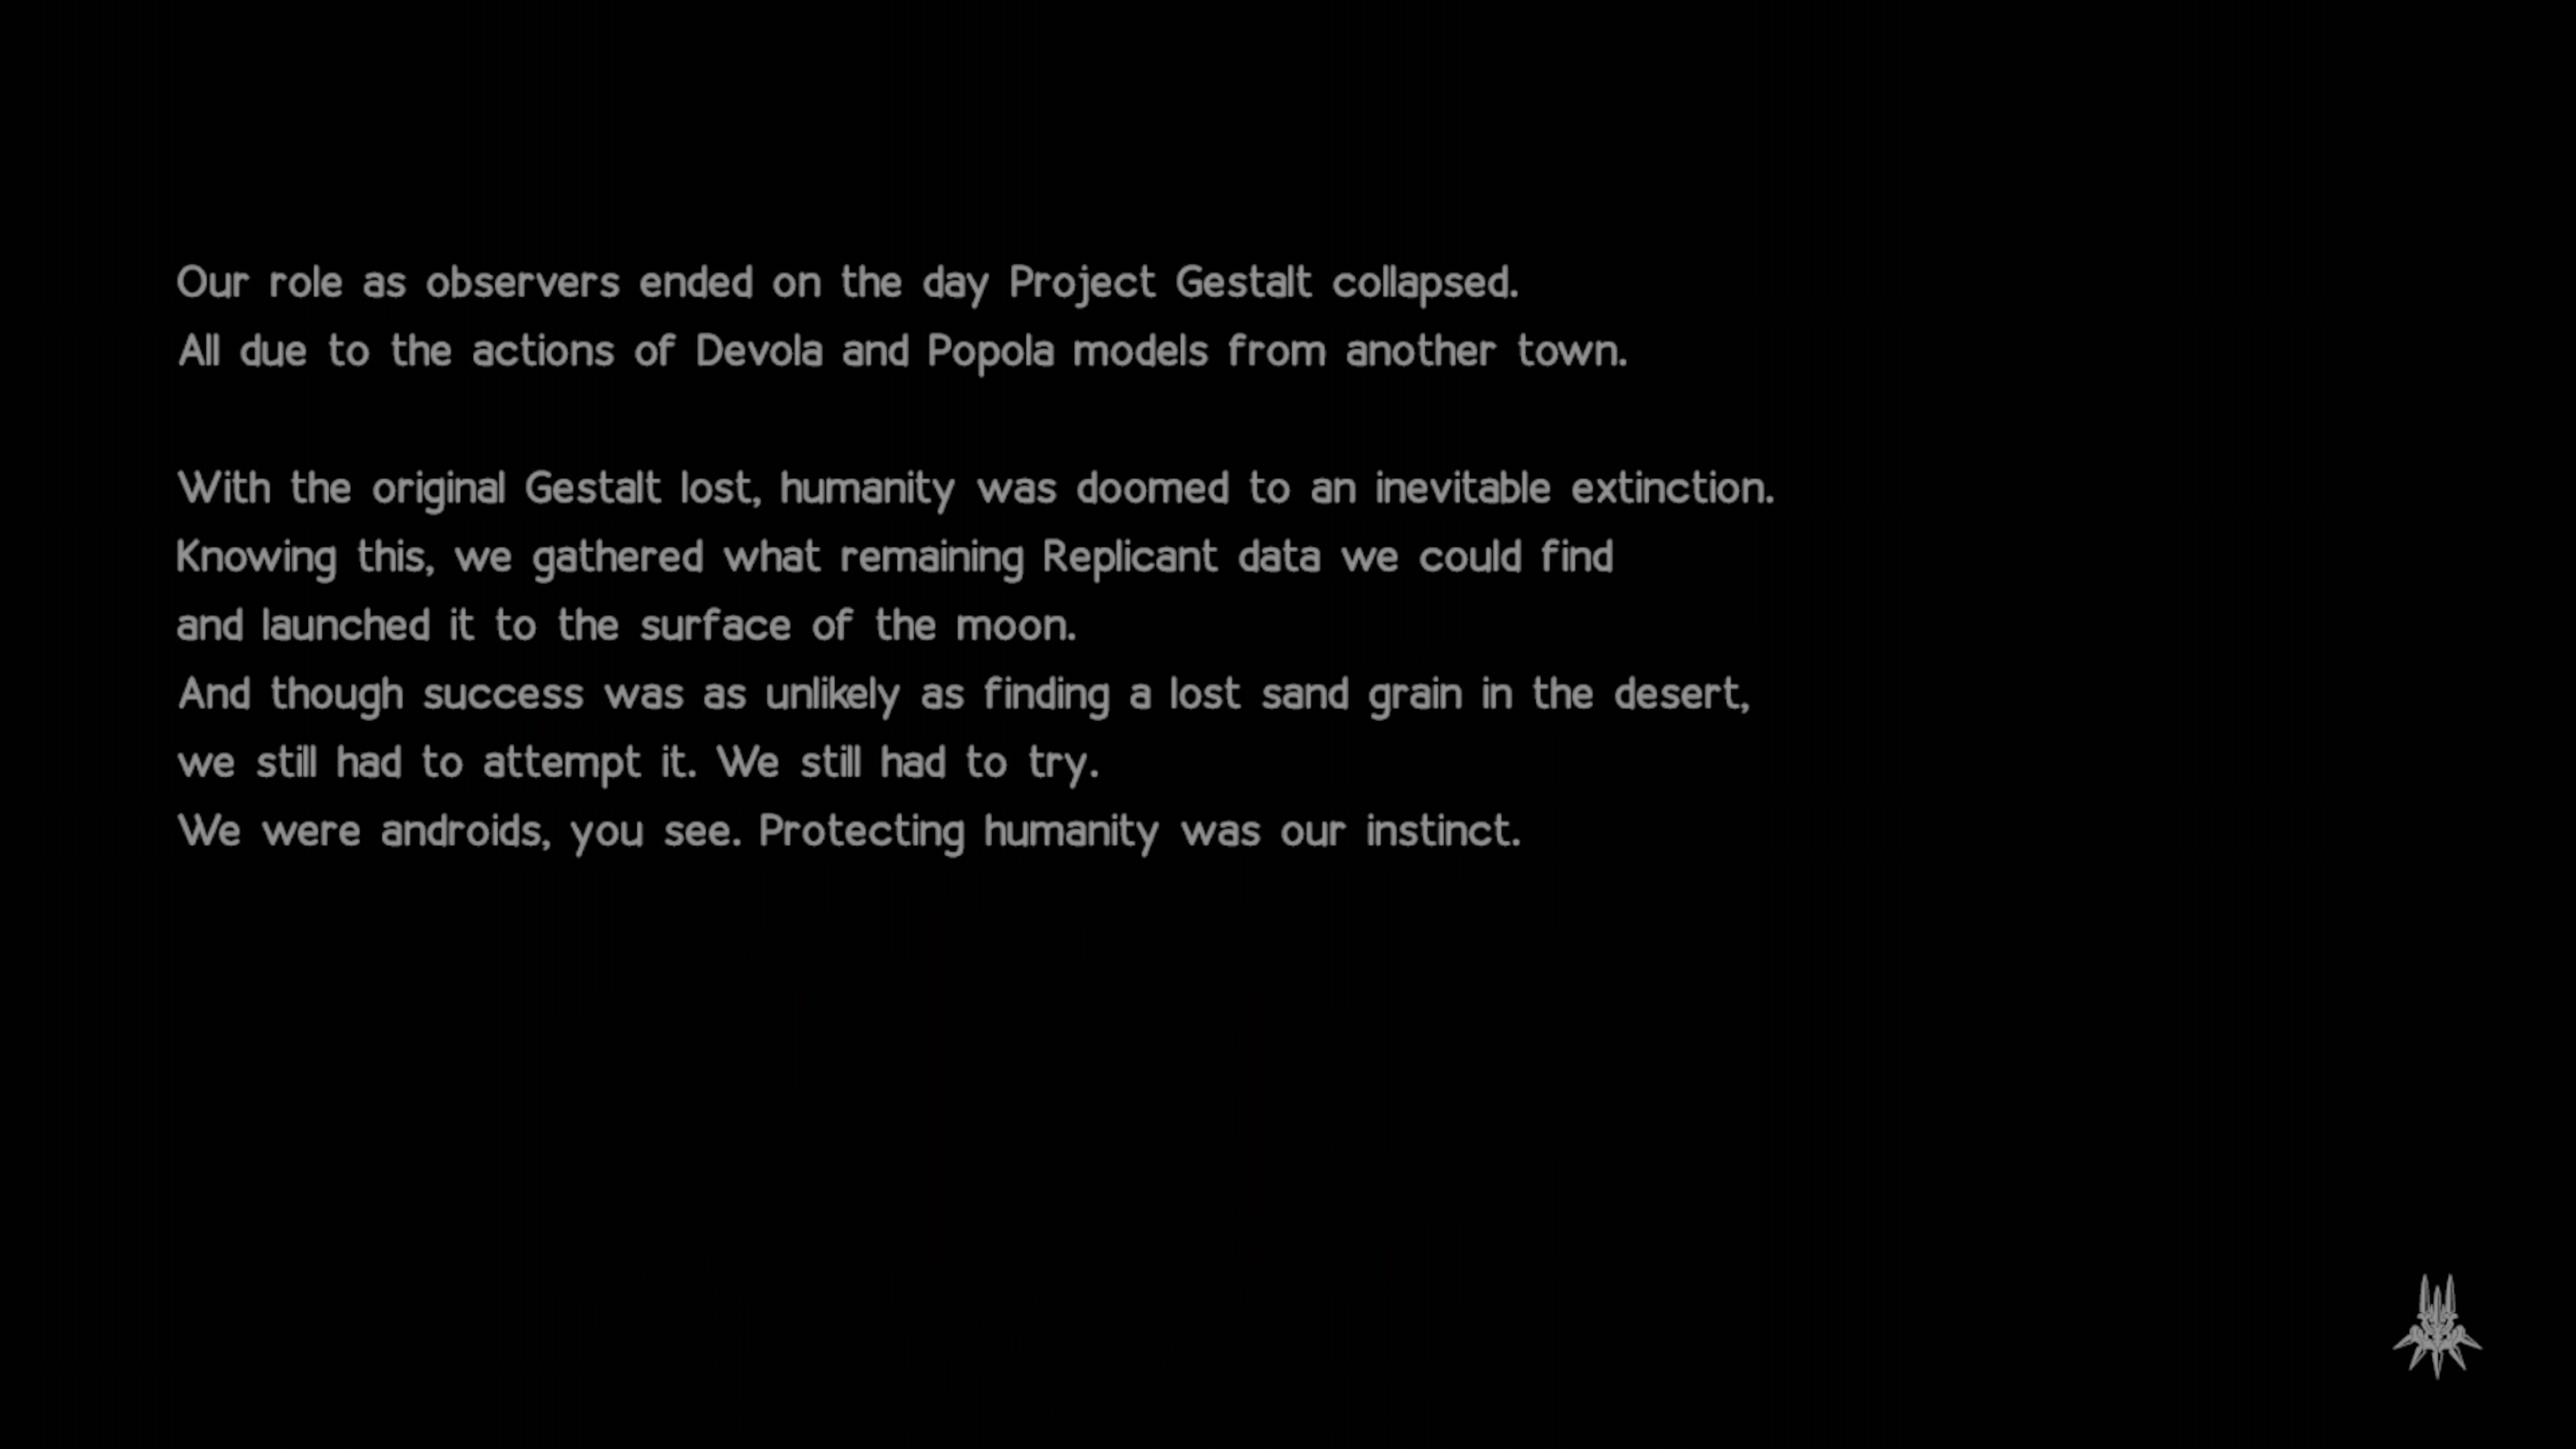 Our role as observers ended on the day Project Gestalt collapsed.
All due to the actions of Devola and Popola models from another town.
With the original Gestalt lost, humanity was doomed to an inevitable extinction.
Knowing this, we gathered what remaining Replicant data we could find
and launched it to the surface of the moon.
And though success was as unlikely as finding a lost sand grain in the desert,
we still had to attempt it. We still had to try.
We were androids, you see. Protecting humanity was our instinct.